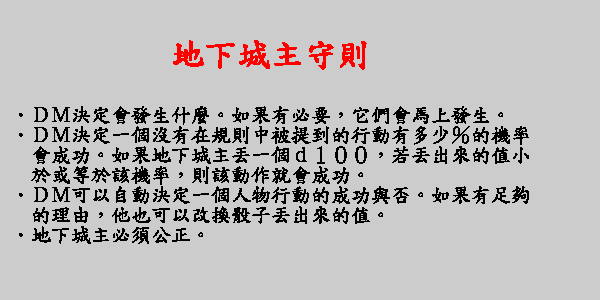 地下城主守則
·ＤＭ決定會發生什麼。如果有必要，它們會馬上發生。
·ＤＭ決定一個沒有在規則中被提到的行動有多少％的機率
會成功。如果地下城主丟一個ｄ１００，若丟出來的值小
於或等於該機率，則該動作就會成功。
·ＤＭ可以自動決定一個人物行動的成功與否。如果有足夠
的理由，他也可以改換骰子丟出來的值。
·地下城主必須公正。